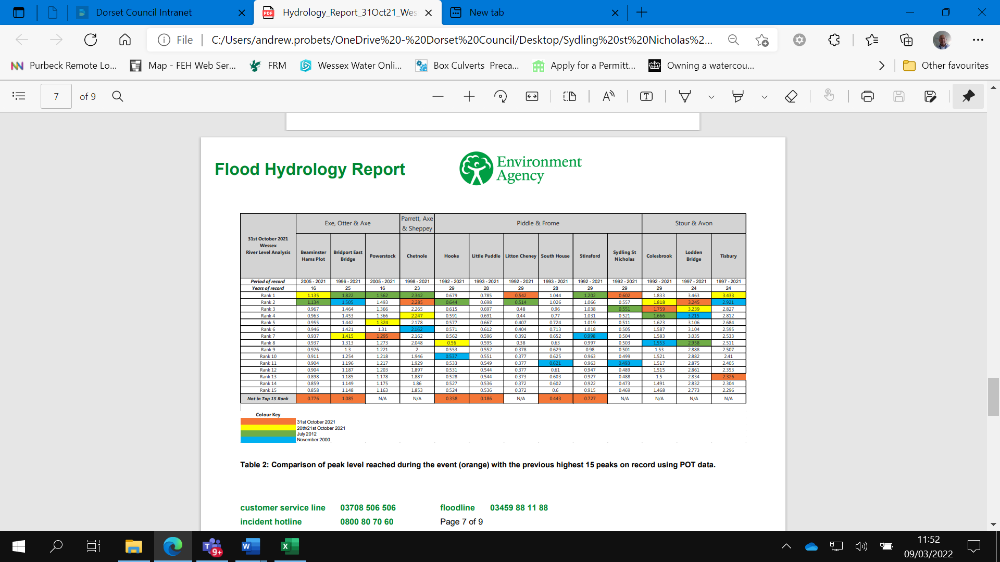 Dorset Council Intranet
Hydrology_Report_31Oct21_Wes
New tab
File
C:/Users/andrew.probets/OneDrive%20-%20Dorset%20Council/Desktop/Sydling%20st%20Nicholas%2...
Purbeck Remote Lo...
Map - FEH Web Ser...
FRM
Wessex Water Onli...
Box Culverts Preca...
Apply for a Permitt...
Owning a watercou...
Other favourites
7
of 9
Flood Hydrology Report
Environment
Agency
31st October 2021 Wessex River Level Analysis
Exe, Otter & Axe
Parrett, Axe & Sheppey
Piddle & Frome
Stour & Avon
Beaminster Hams Plot
Bridport East Bridge
Powerstock
Chetnole
Hooke
Little Puddle
Litton Cheney
South House
Stinsford
Sydling St Nicholas
Colesbrook
Lodden Bridge
Tisbury
Period of record 2005 - 2021 1996 - 2021 2005 - 2021 1998 - 2021 1992 - 2021 1993 - 2021 1992 - 2021 1993 - 2021 1992 - 2021 1992 - 2021 1992 - 2021 1997 - 2021 1997 - 2021
Years of record 16 25 16 23 29 28 29 28 29 29 29 24 24
Rank 1 1.135 1.822 1.562 2.342 0.679 0.785 0.542 1.044 1.202 0.602 1.833 3.463 3.433
Rank 2 1.134 1.505 1.493 2.285 0.644 0.698 0.514 1.026 1.066 0.557 1.818 3.245 2.921
Rank 3 0.967 1.464 1.366 2.265 0.615 0.697 0.48 0.96 1.038 0.551 1.759 3.239 2.827
Rank 4 0.963 1.453 1.366 2.247 0.591 0.691 0.44 0.77 1.031 0.521 1.666 3.215 2.812
Rank 5 0.955 1.442 1.324 2.178 0.577 0.667 0.407 0.724 1.019 0.511 1.623 3.106 2.684
Rank 6 0.946 1.421 1.31 2.162 0.571 0.612 0.404 0.713 1.018 0.505 1.587 3.104 2.595
Rank 7 0.937 1.415 1.295 2.162 0.562 0.596 0.392 0.652 0.998 0.504 1.583 3.035 2.533
Rank 8 0.937 1.313 1.273 2.048 0.56 0.595 0.38 0.63 0.997 0.503 1.553 2.958 2.511
Rank 9 0.926 1.3 1.221 2 0.553 0.552 0.378 0.629 0.98 0.501 1.53 2.888 2.507
Rank 10 0.911 1.254 1.218 1.946 0.537 0.551 0.377 0.625 0.963 0.499 1.521 2.882 2.41
Rank 11 0.904 1.196 1.217 1.929 0.533 0.549 0.377 0.621 0.963 0.493 1.517 2.875 2.405
Rank 12 0.904 1.187 1.203 1.897 0.531 0.544 0.377 0.61 0.947 0.489 1.515 2.861 2.353
Rank 13 0.898 1.185 1.178 1.887 0.528 0.544 0.373 0.603 0.927 0.488 1.5 2.834 2.326
Rank 14 0.859 1.149 1.175 1.86 0.527 0.536 0.372 0.602 0.922 0.473 1.491 2.832 2.304
Rank 15 0.858 1.148 1.163 1.853 0.524 0.536 0.372 0.6 0.915 0.469 1.468 2.773 2.296
Not in Top 15 Rank 0.776 1.085 N/A N/A 0.358 0.186 N/A 0.443 0.727 N/A N/A N/A N/A
Colour Key
31st October 2021
20th/21st October 2021
July 2012
November 2000
Table 2: Comparison of peak level reached during the event (orange) with the previous highest 15 peaks on record using POT data.
customer service line 03708 506 506 floodline 03459 88 11 88
incident hotline 0800 80 70 60 Page 7 of 9
9+
11:52
09/03/2022